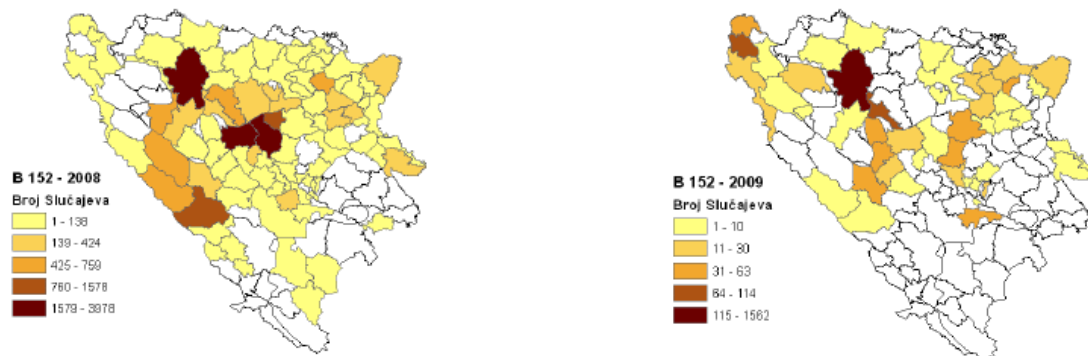 B 152 - 2008
Broj Slučajeva
1 - 138
139 - 424
425 - 759
760 - 1578
1579 - 3978
B 152 - 2009
Broj Slučajeva
1 - 10
11 - 30
31 - 63
64 - 114
115 - 1562